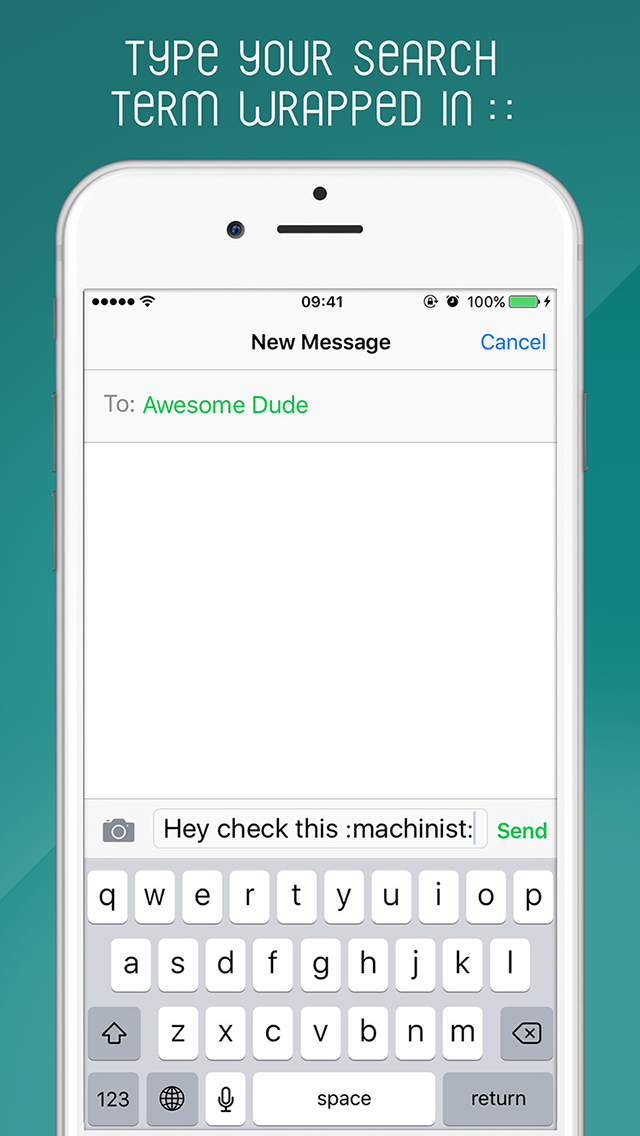 TYPE YOUR SEARCH
TERM WRAPPED IN ::
09:41 100%
New Message Cancel
To: Awesome Dude
Hey check this :machinist: Send
q w e r t y u i o p
a s d f g h j k l
z x c v b n m
123 space return